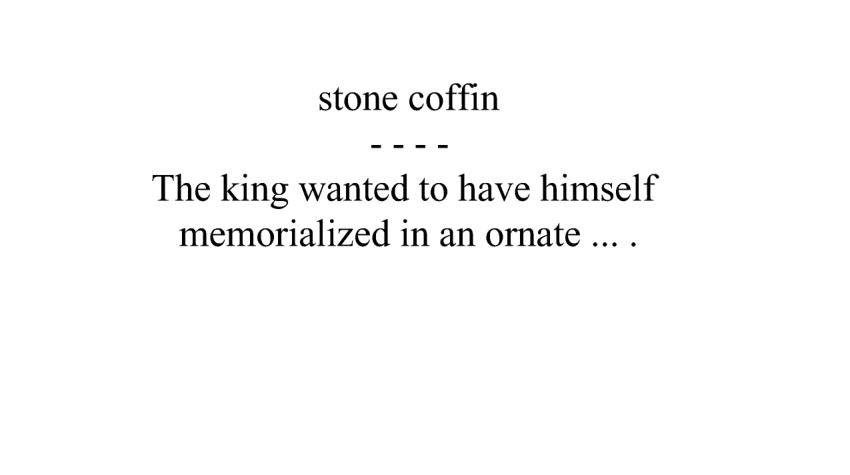 stone coffin
- - - -
The king wanted to have himself
memorialized in an ornate ... .